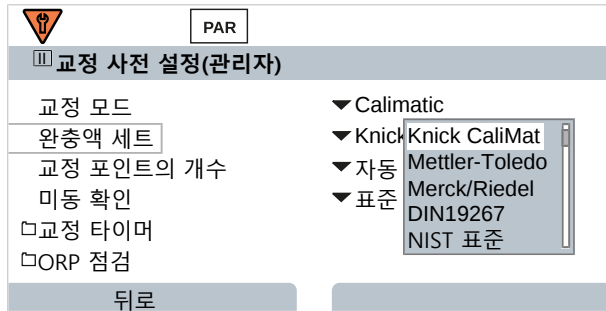 PAR
II 교정 사전 설정(관리자)
교정 모드 Calimatic
완충액 세트 Knick Knick CaliMat
교정 포인트의 개수 자동 Mettler-Toledo
미동 확인 표준 Merck/Riedel
교정 타이머 DIN19267
ORP 점검 NIST 표준
뒤로